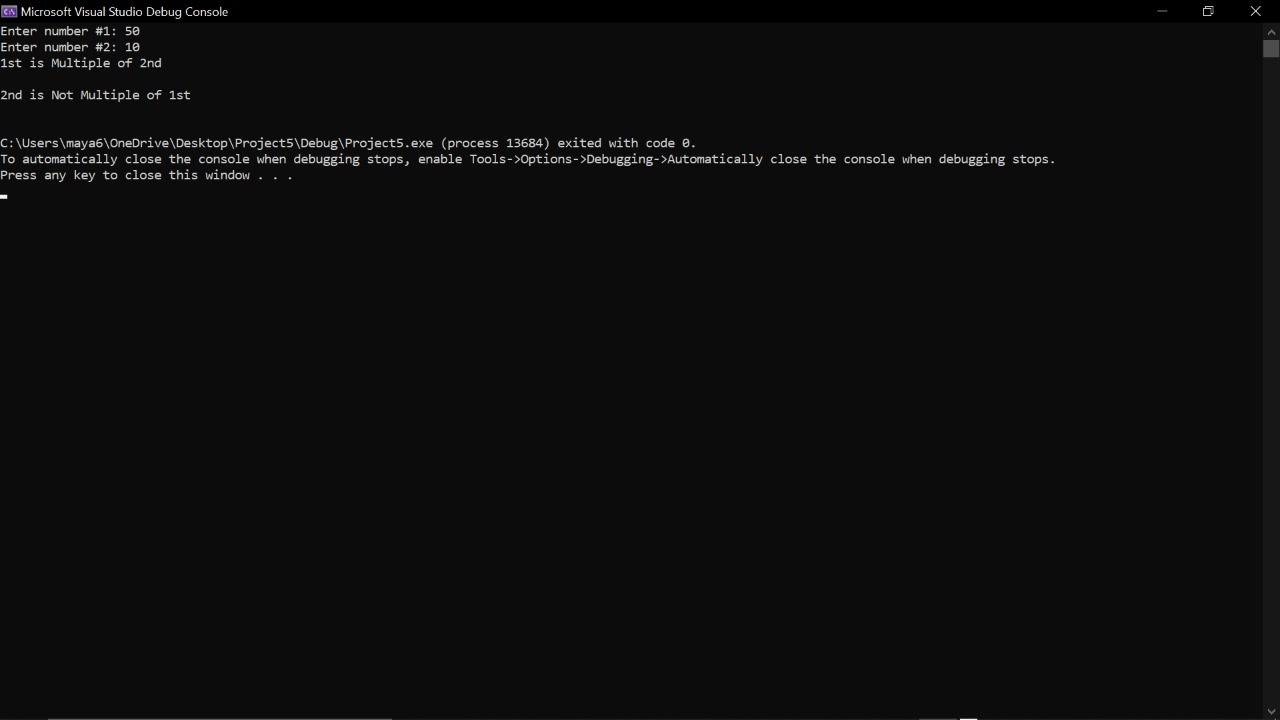 Microsoft Visual Studio Debug Console
Enter number #1: 50
Enter number #2: 10
1st is Multiple of 2nd
2nd is Not Multiple of 1st
C:\Users\maya6\OneDrive\Desktop\Project5\Debug\Project5.exe (process 13684) exited with code 0.
To automatically close the console when debugging stops, enable Tools->Options->Debugging->Automatically close the console when debugging stops.
Press any key to close this window . . .